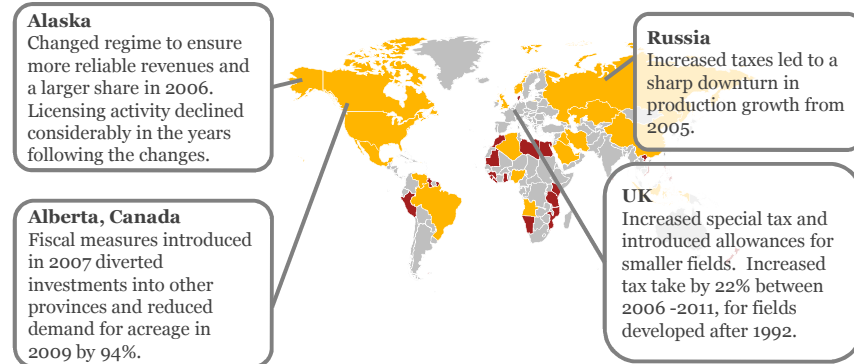 Alaska
Changed regime to ensure
more reliable revenues and
a larger share in 2006.
Licensing activity declined
considerably in the years
following the changes.
Russia
Increased taxes led to a
sharp downturn in
production growth from
2005.
Alberta, Canada
Fiscal measures introduced
in 2007 diverted
investments into other
provinces and reduced
demand for acreage in
2009 by 94%.
UK
Increased special tax and
introduced allowances for
smaller fields.  Increased
tax take by 22% between
2006 -2011, for fields
developed after 1992.